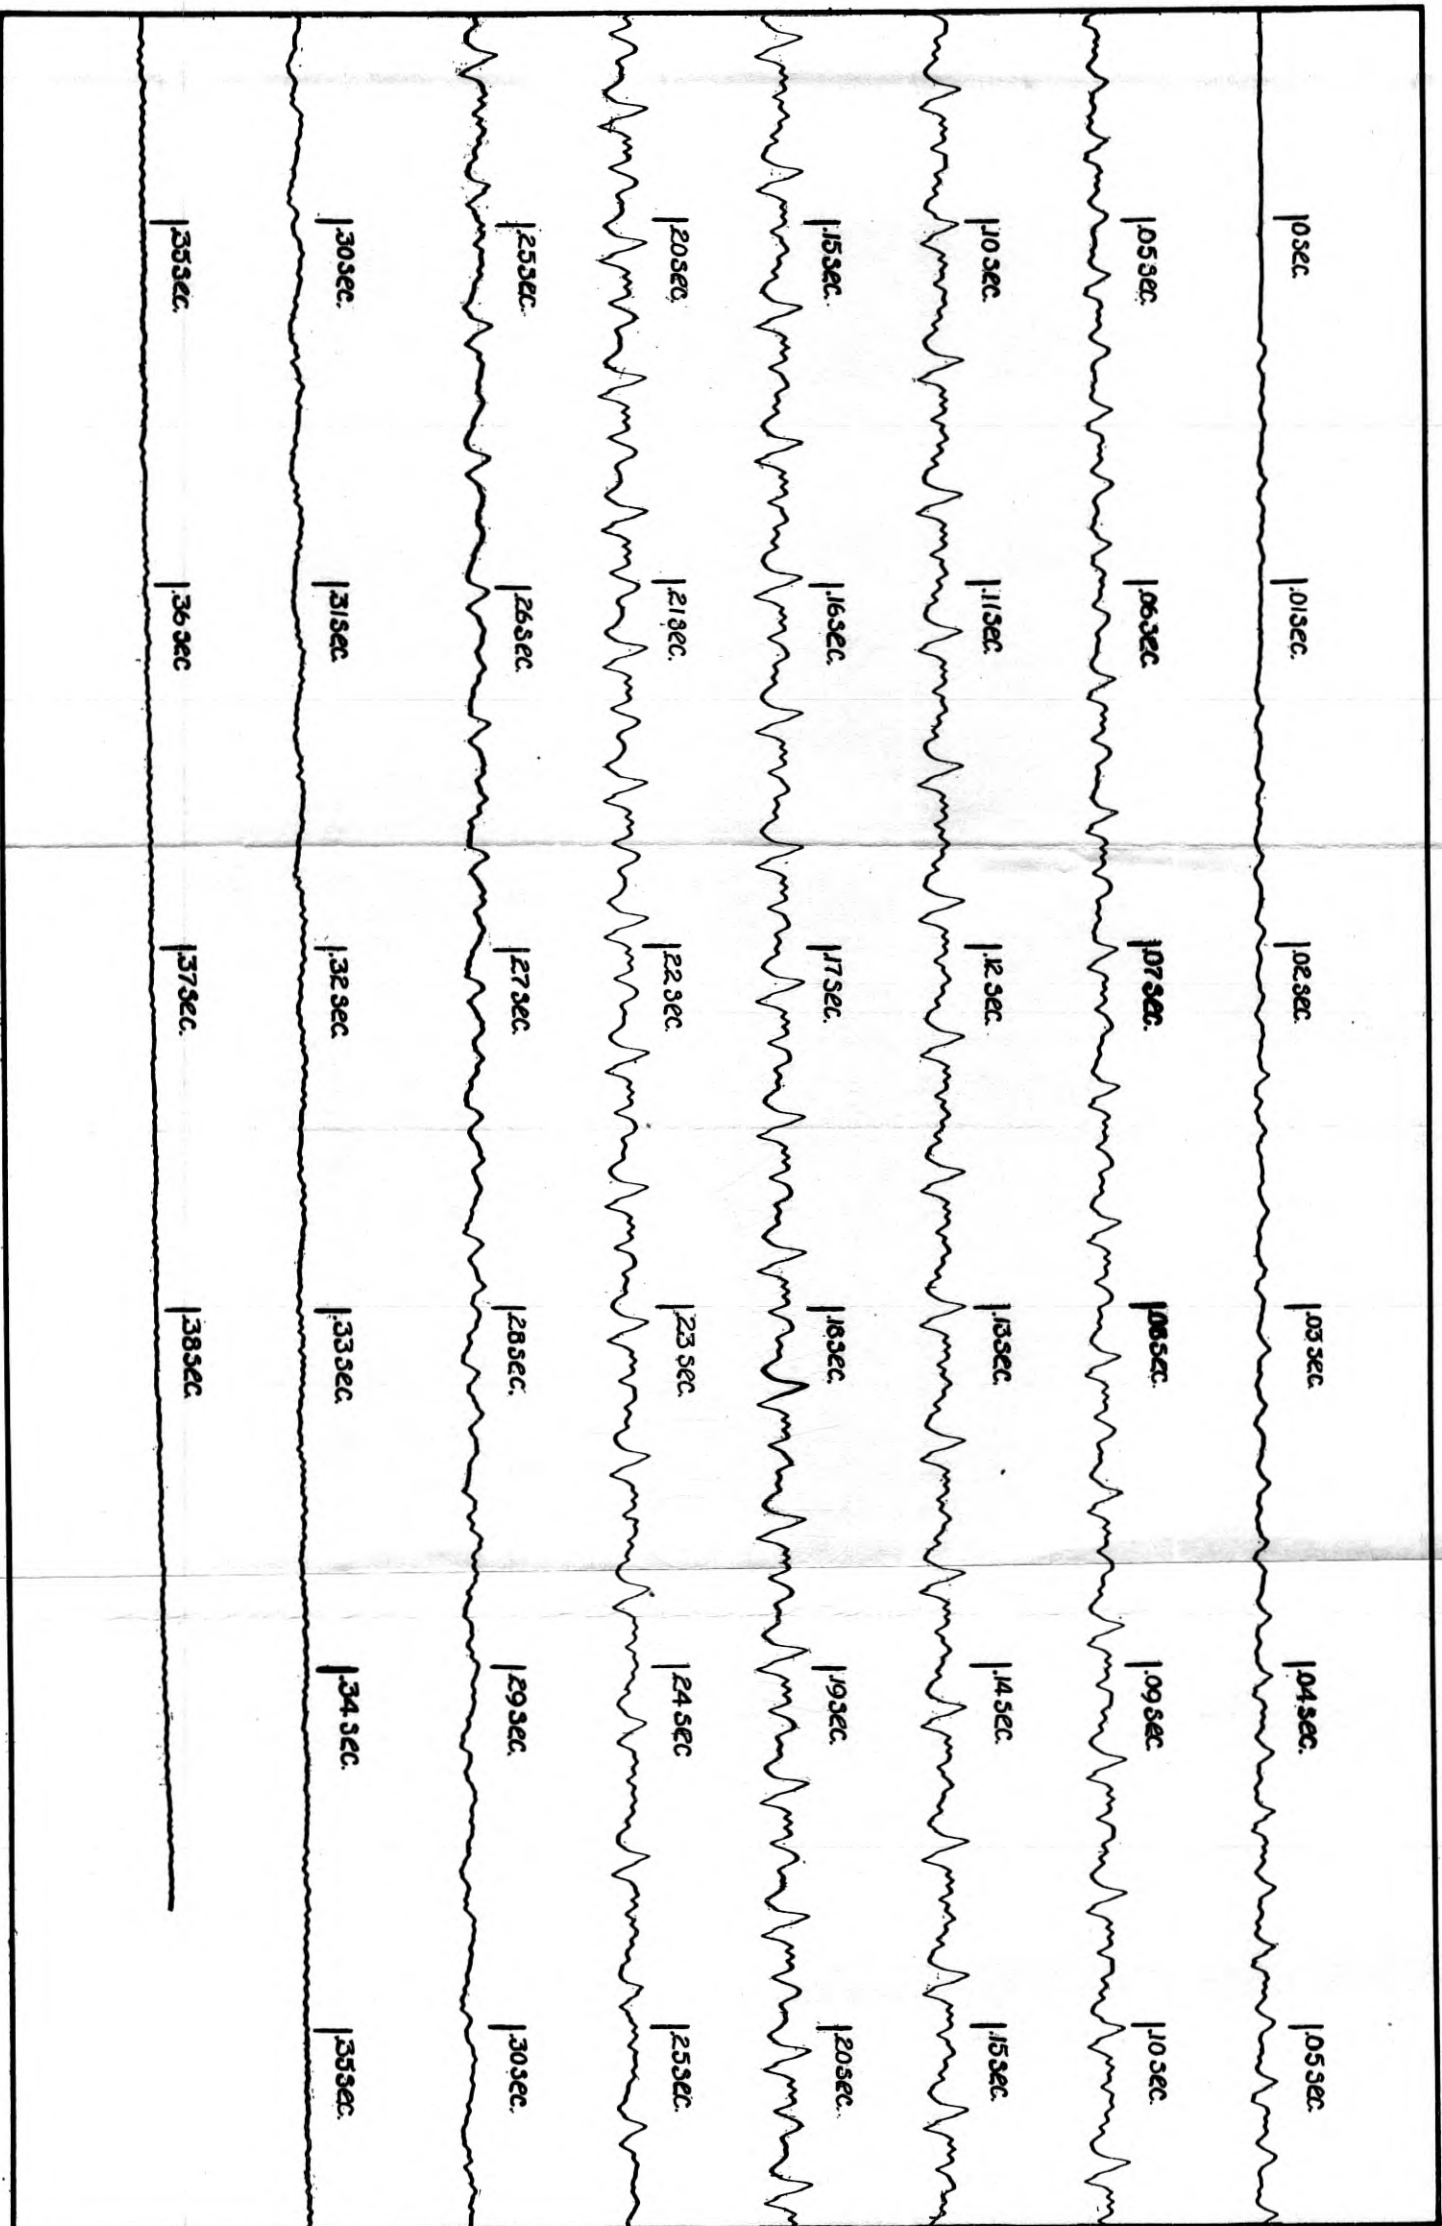 0 sec.
.01 sec.
.02 sec.
.03 sec.
.04 sec.
.05 sec.
.05 sec.
.06 sec.
.07 sec.
.08 sec.
.09 sec.
.10 sec.
.10 sec.
.11 sec.
.12 sec.
.13 sec.
.14 sec.
.15 sec.
.15 sec.
.16 sec.
.17 sec.
.18 sec.
.19 sec.
.20 sec.
.20 sec.
.21 sec.
.22 sec.
.23 sec.
.24 sec
.25 sec.
.25 sec.
.26 sec.
.27 sec.
.28 sec.
.29 sec.
.30 sec.
.30 sec.
.31 sec
.32 sec
.33 sec.
.34 sec.
.35 sec.
.35 sec.
.36 sec
.37 sec.
.38 sec.